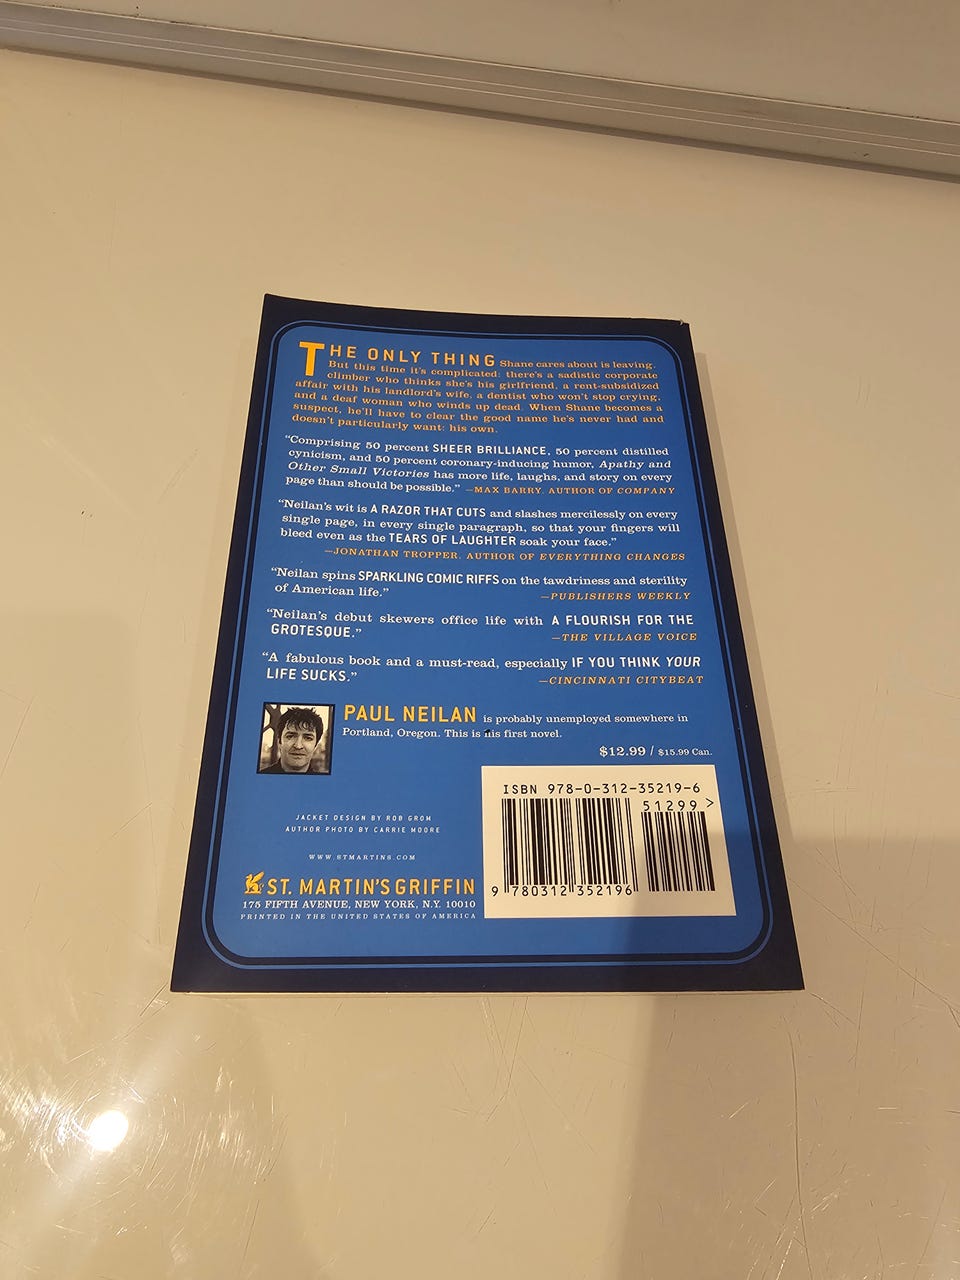 THE ONLY THING Shane cares about is leaving.
But this time it's complicated: there's a sadistic corporate
climber who thinks she's his girlfriend, a rent-subsidized
affair with his landlord's wife, a dentist who won't stop crying,
and a deaf woman who winds up dead. When Shane becomes a
suspect, he'll have to clear the good name he's never had and
doesn't particularly want: his own.
"Comprising 50 percent SHEER BRILLIANCE, 50 percent distilled
cynicism, and 50 percent coronary-inducing humor, Apathy and
Other Small Victories has more life, laughs, and story on every
page than should be possible." —MAX BARRY, AUTHOR OF COMPANY
"Neilan's wit is A RAZOR THAT CUTS and slashes mercilessly on every
single page, in every single paragraph, so that your fingers will
bleed even as the TEARS OF LAUGHTER soak your face."
—JONATHAN TROPPER, AUTHOR OF EVERYTHING CHANGES
"Neilan spins SPARKLING COMIC RIFFS on the tawdriness and sterility
of American life." —PUBLISHERS WEEKLY
"Neilan's debut skewers office life with A FLOURISH FOR THE
GROTESQUE." —THE VILLAGE VOICE
"A fabulous book and a must-read, especially IF YOU THINK YOUR
LIFE SUCKS." —CINCINNATI CITYBEAT
PAUL NEILAN is probably unemployed somewhere in
Portland, Oregon. This is his first novel.
$12.99 / $15.99 Can.
ISBN 978-0-312-35219-6
51299 >
9 780312 352196
JACKET DESIGN BY ROB GROM
AUTHOR PHOTO BY CARRIE MOORE
WWW.STMARTINS.COM
ST. MARTIN'S GRIFFIN
175 FIFTH AVENUE, NEW YORK, N.Y. 10010
PRINTED IN THE UNITED STATES OF AMERICA